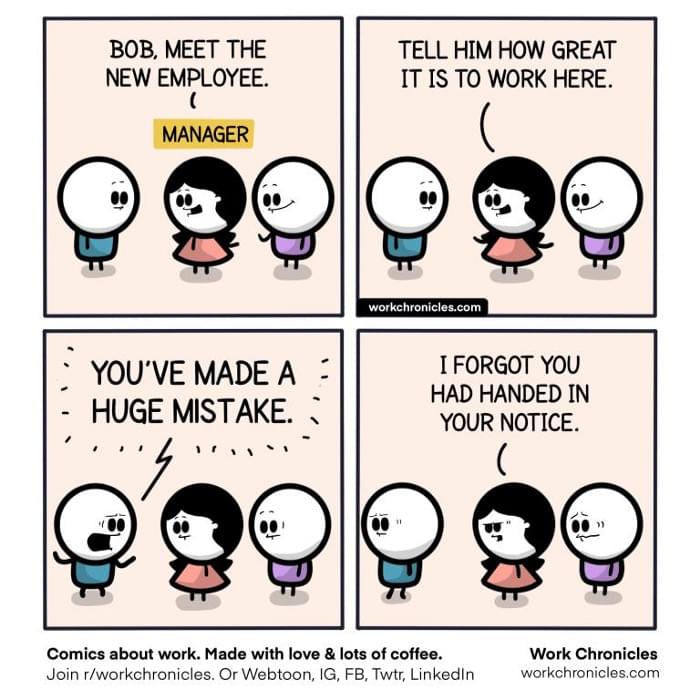 BOB, MEET THE
NEW EMPLOYEE.
MANAGER
TELL HIM HOW GREAT
IT IS TO WORK HERE.
workchronicles.com
YOU'VE MADE A
HUGE MISTAKE.
I FORGOT YOU
HAD HANDED IN
YOUR NOTICE.
Comics about work. Made with love & lots of coffee.
Join r/workchronicles. Or Webtoon, IG, FB, Twtr, LinkedIn
Work Chronicles
workchronicles.com